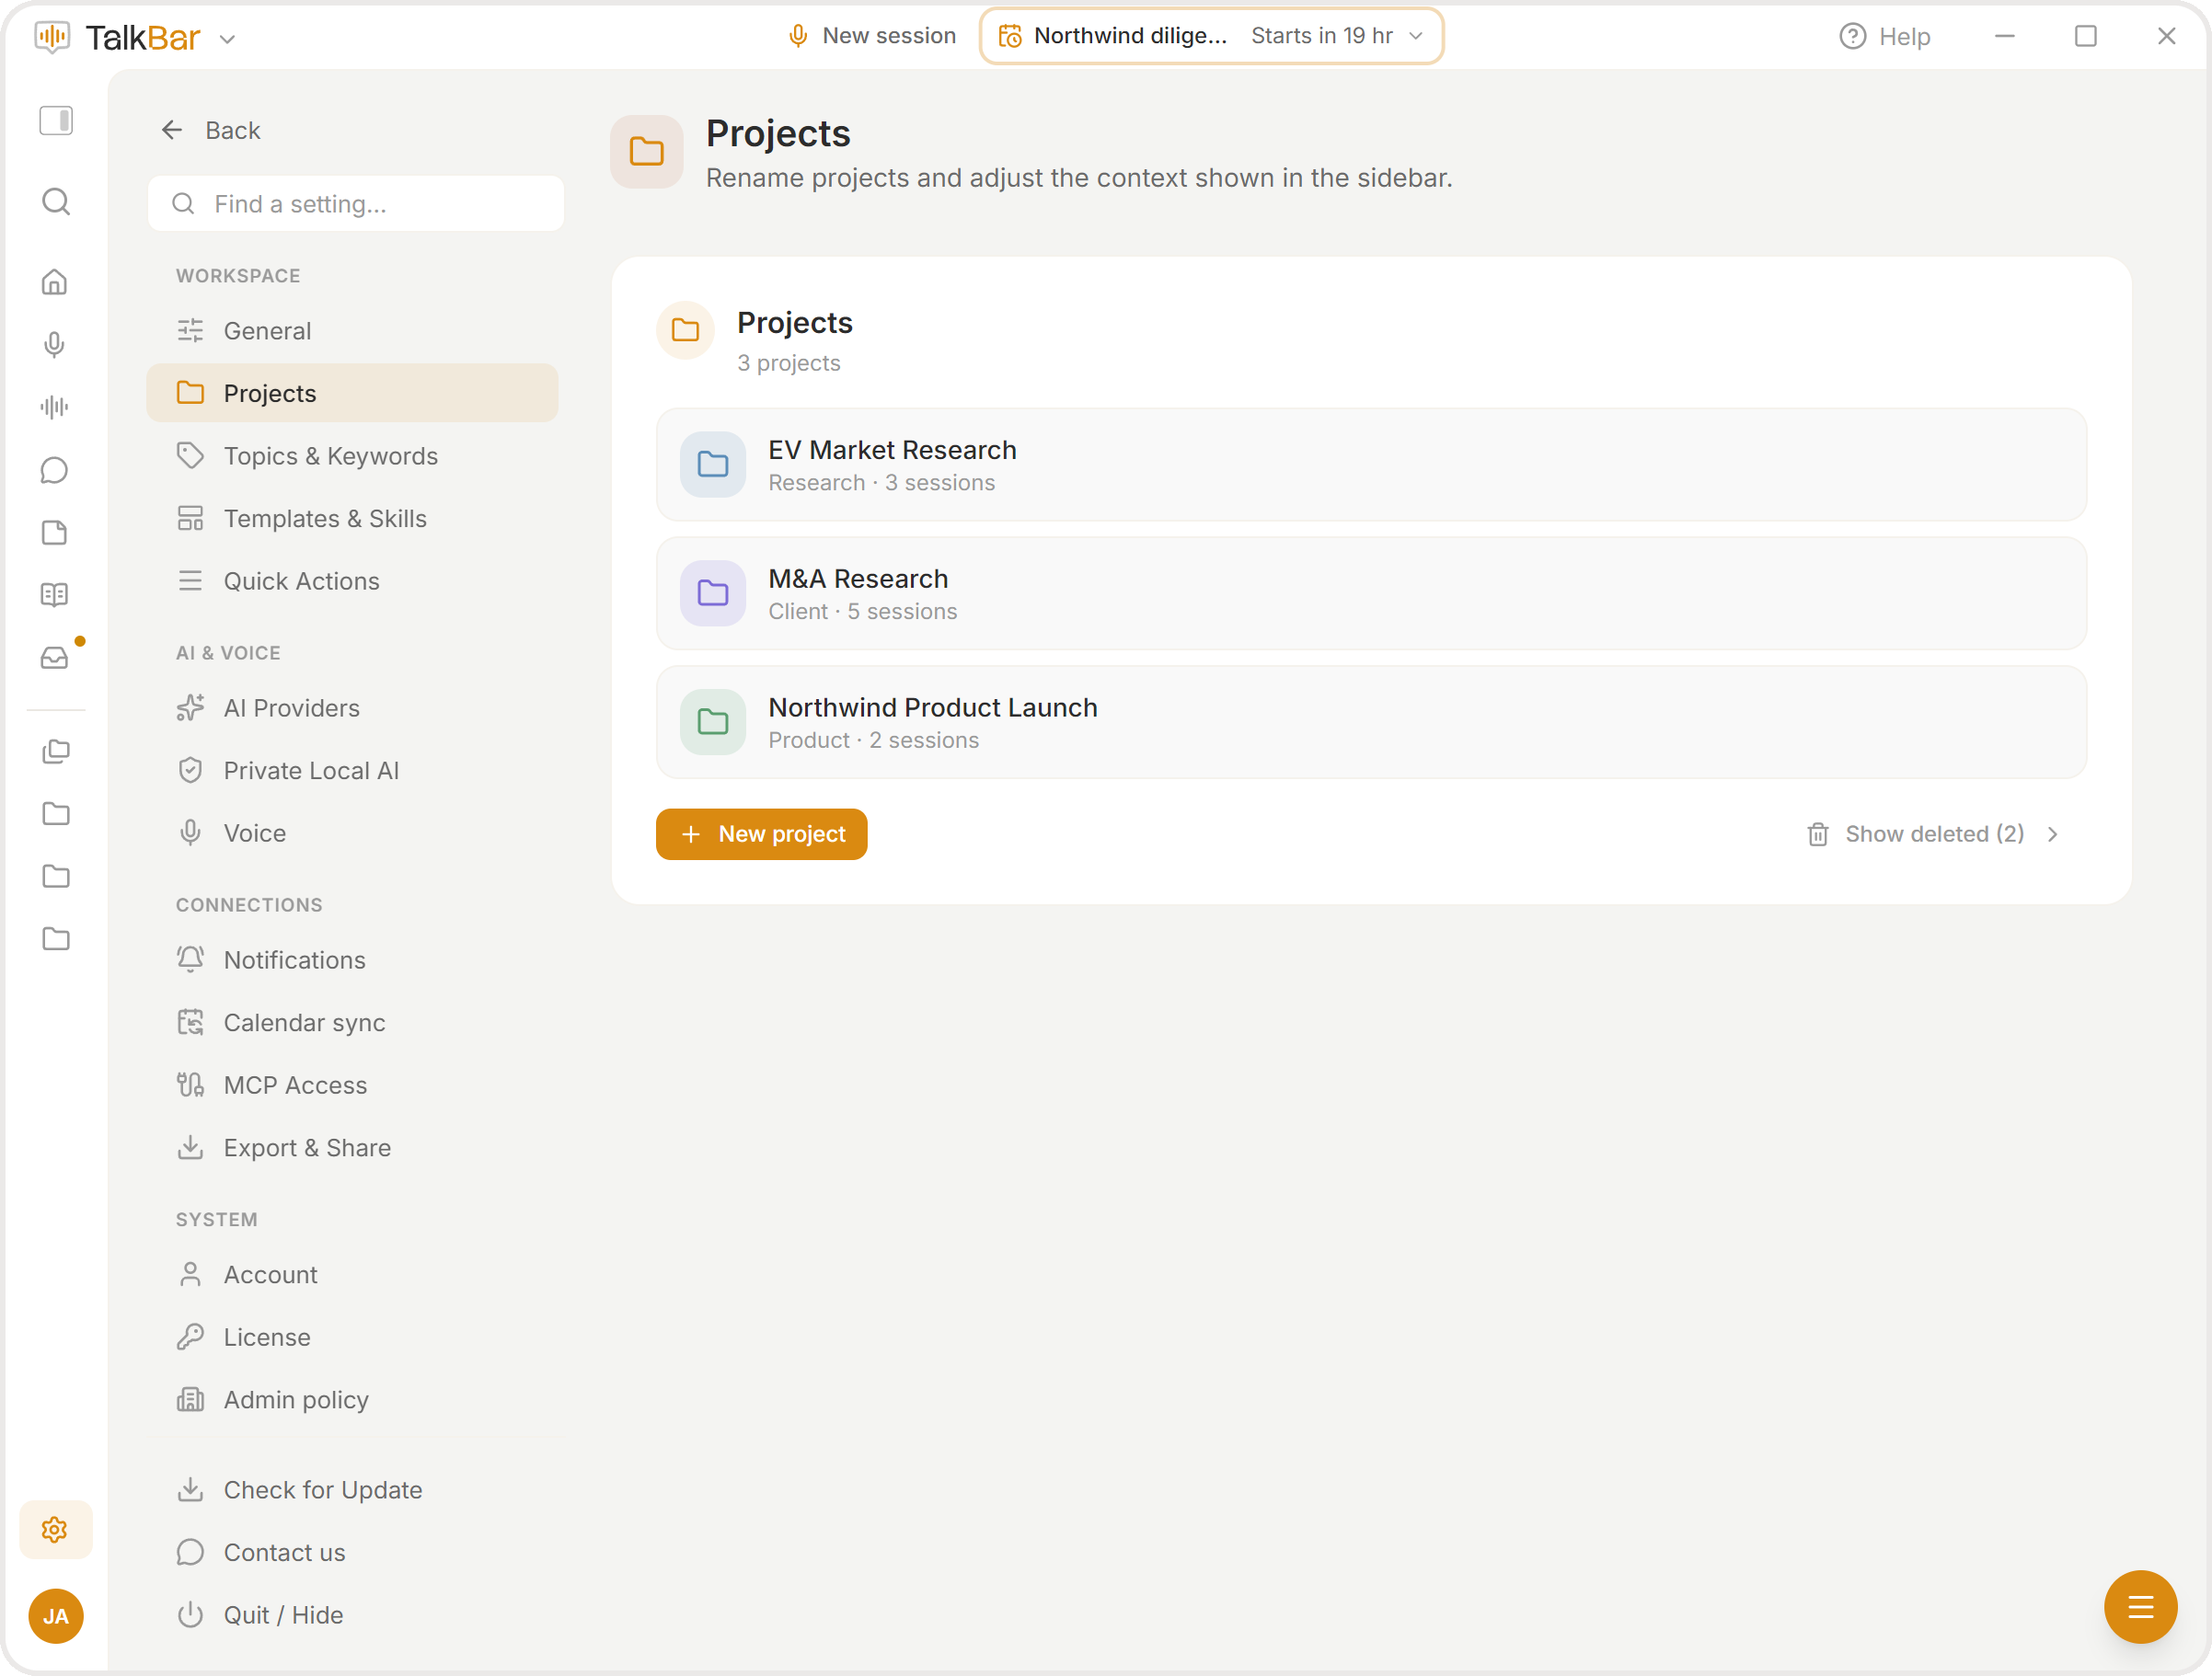 TalkBar
New session
Northwind dilige... Starts in 19 hr
Help
Back
Find a setting...
WORKSPACE
General
Projects
Topics & Keywords
Templates & Skills
Quick Actions
AI & VOICE
AI Providers
Private Local AI
Voice
CONNECTIONS
Notifications
Calendar sync
MCP Access
Export & Share
SYSTEM
Account
License
Admin policy
Check for Update
Contact us
Quit / Hide
JA
Projects
Rename projects and adjust the context shown in the sidebar.
Projects
3 projects
EV Market Research
Research · 3 sessions
M&A Research
Client · 5 sessions
Northwind Product Launch
Product · 2 sessions
New project
Show deleted (2)